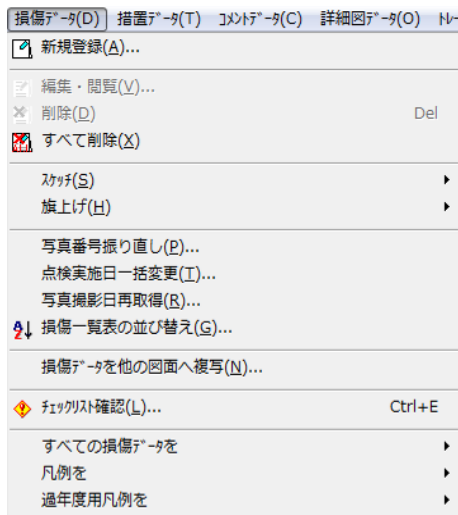 損傷ﾃﾞｰﾀ(D) 措置ﾃﾞｰﾀ(T) ｺﾒﾝﾄﾃﾞｰﾀ(C) 詳細図ﾃﾞｰﾀ(O) ﾄﾚｰ
新規登録(A)...
編集・閲覧(V)...
削除(D) Del
すべて削除(X)
ｽｹｯﾁ(S)
旗上げ(H)
写真番号振り直し(P)...
点検実施日一括変更(T)...
写真撮影日再取得(R)...
損傷一覧表の並び替え(G)...
損傷ﾃﾞｰﾀを他の図面へ複写(N)...
ﾁｪｯｸﾘｽﾄ確認(L)... Ctrl+E
すべての損傷ﾃﾞｰﾀを
凡例を
過年度用凡例を